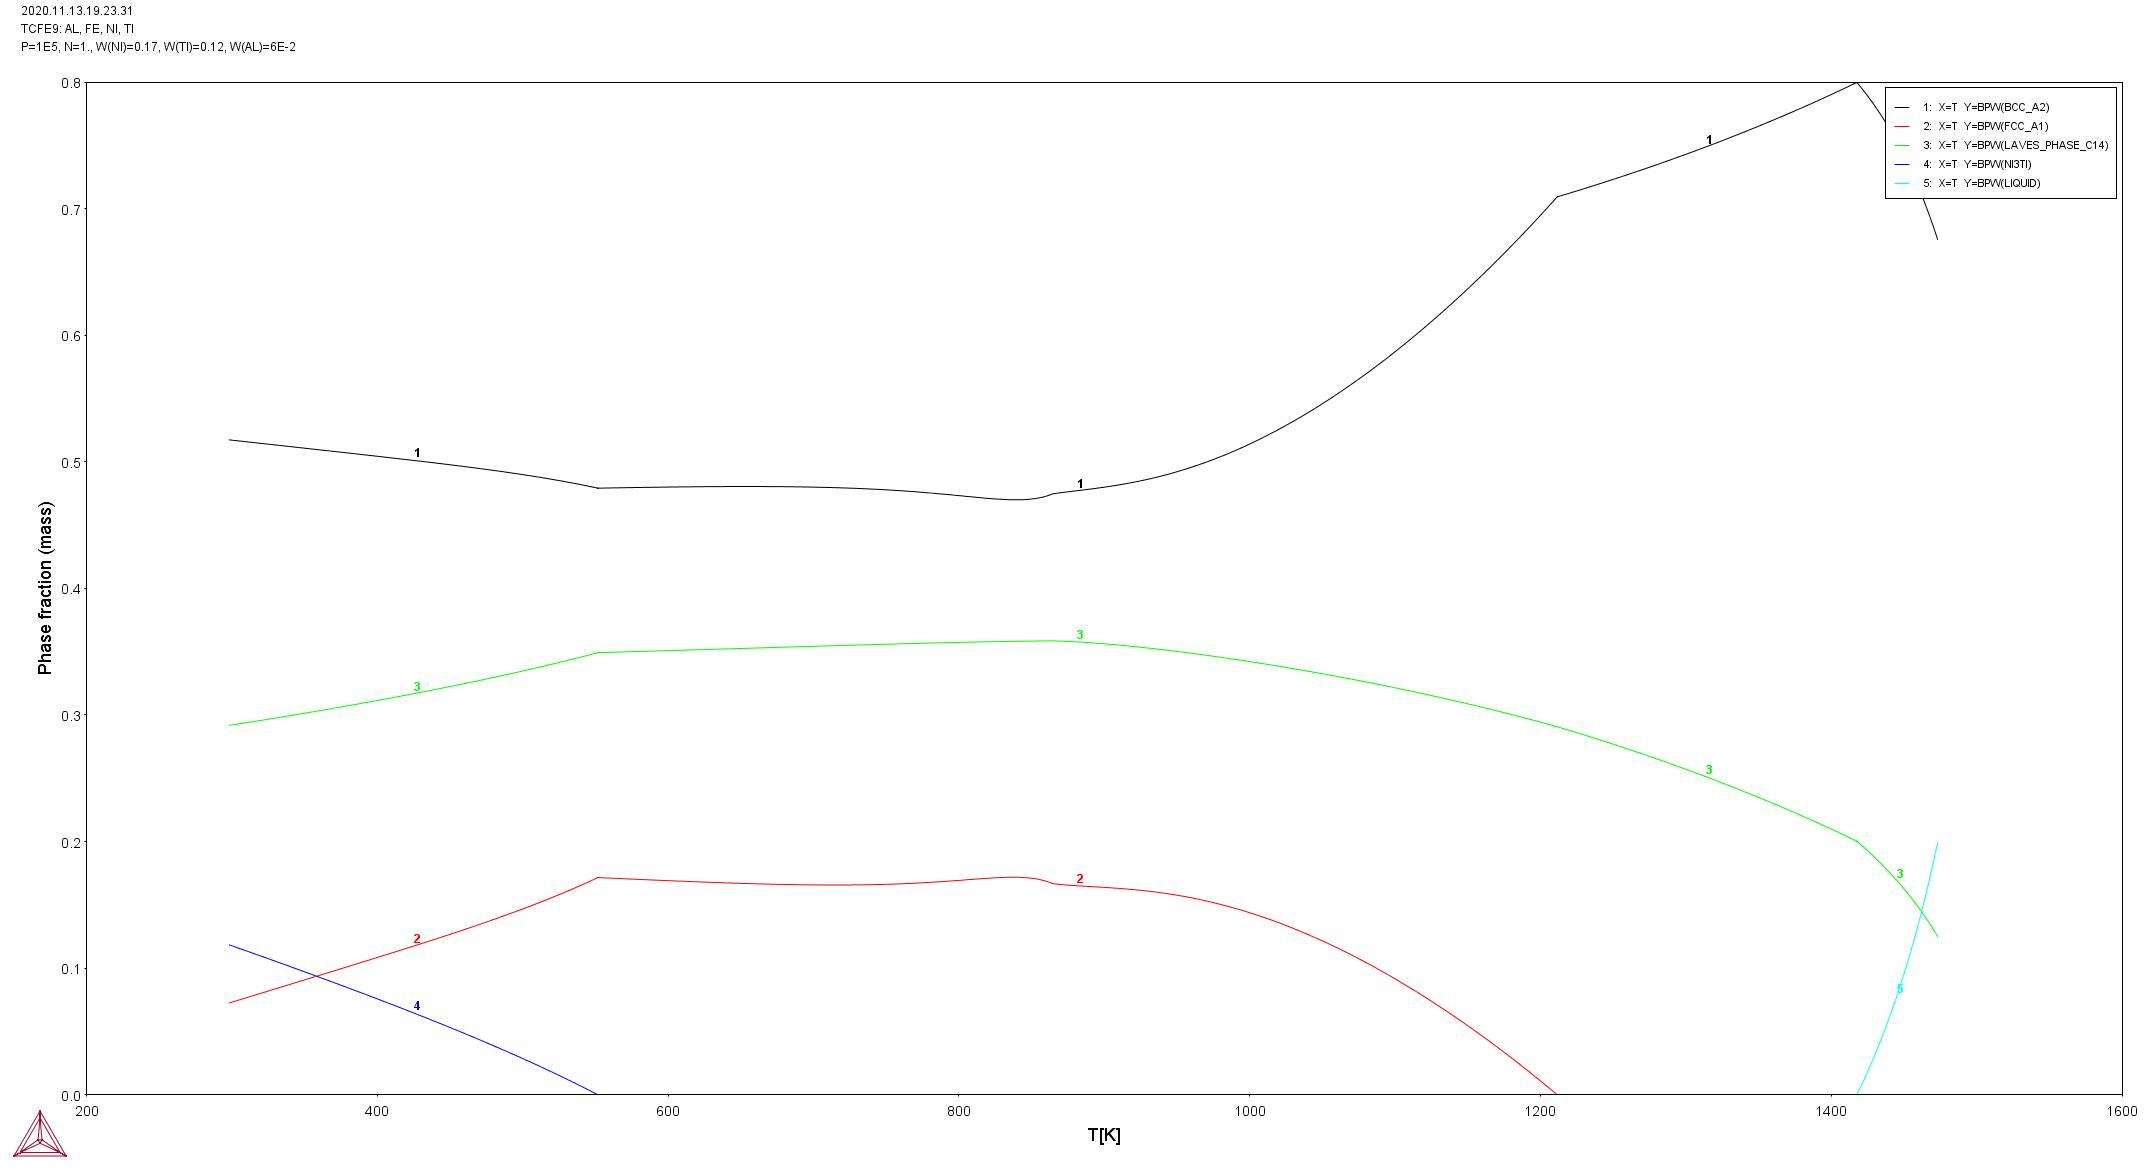 2020.11.13.19.23.31
TCFE9: AL, FE, NI, TI
P=1E5, N=1., W(NI)=0.17, W(TI)=0.12, W(AL)=6E-2
0.8
0.7
0.6
0.5
0.4
0.3
0.2
0.1
0.0
Phase fraction (mass)
1: X=T Y=BPW(BCC_A2)
2: X=T Y=BPW(FCC_A1)
3: X=T Y=BPW(LAVES_PHASE_C14)
4: X=T Y=BPW(NI3TI)
5: X=T Y=BPW(LIQUID)
1
1
1
3
3
3
3
2
2
4
5
200 400 600 800 1000 1200 1400 1600
T[K]